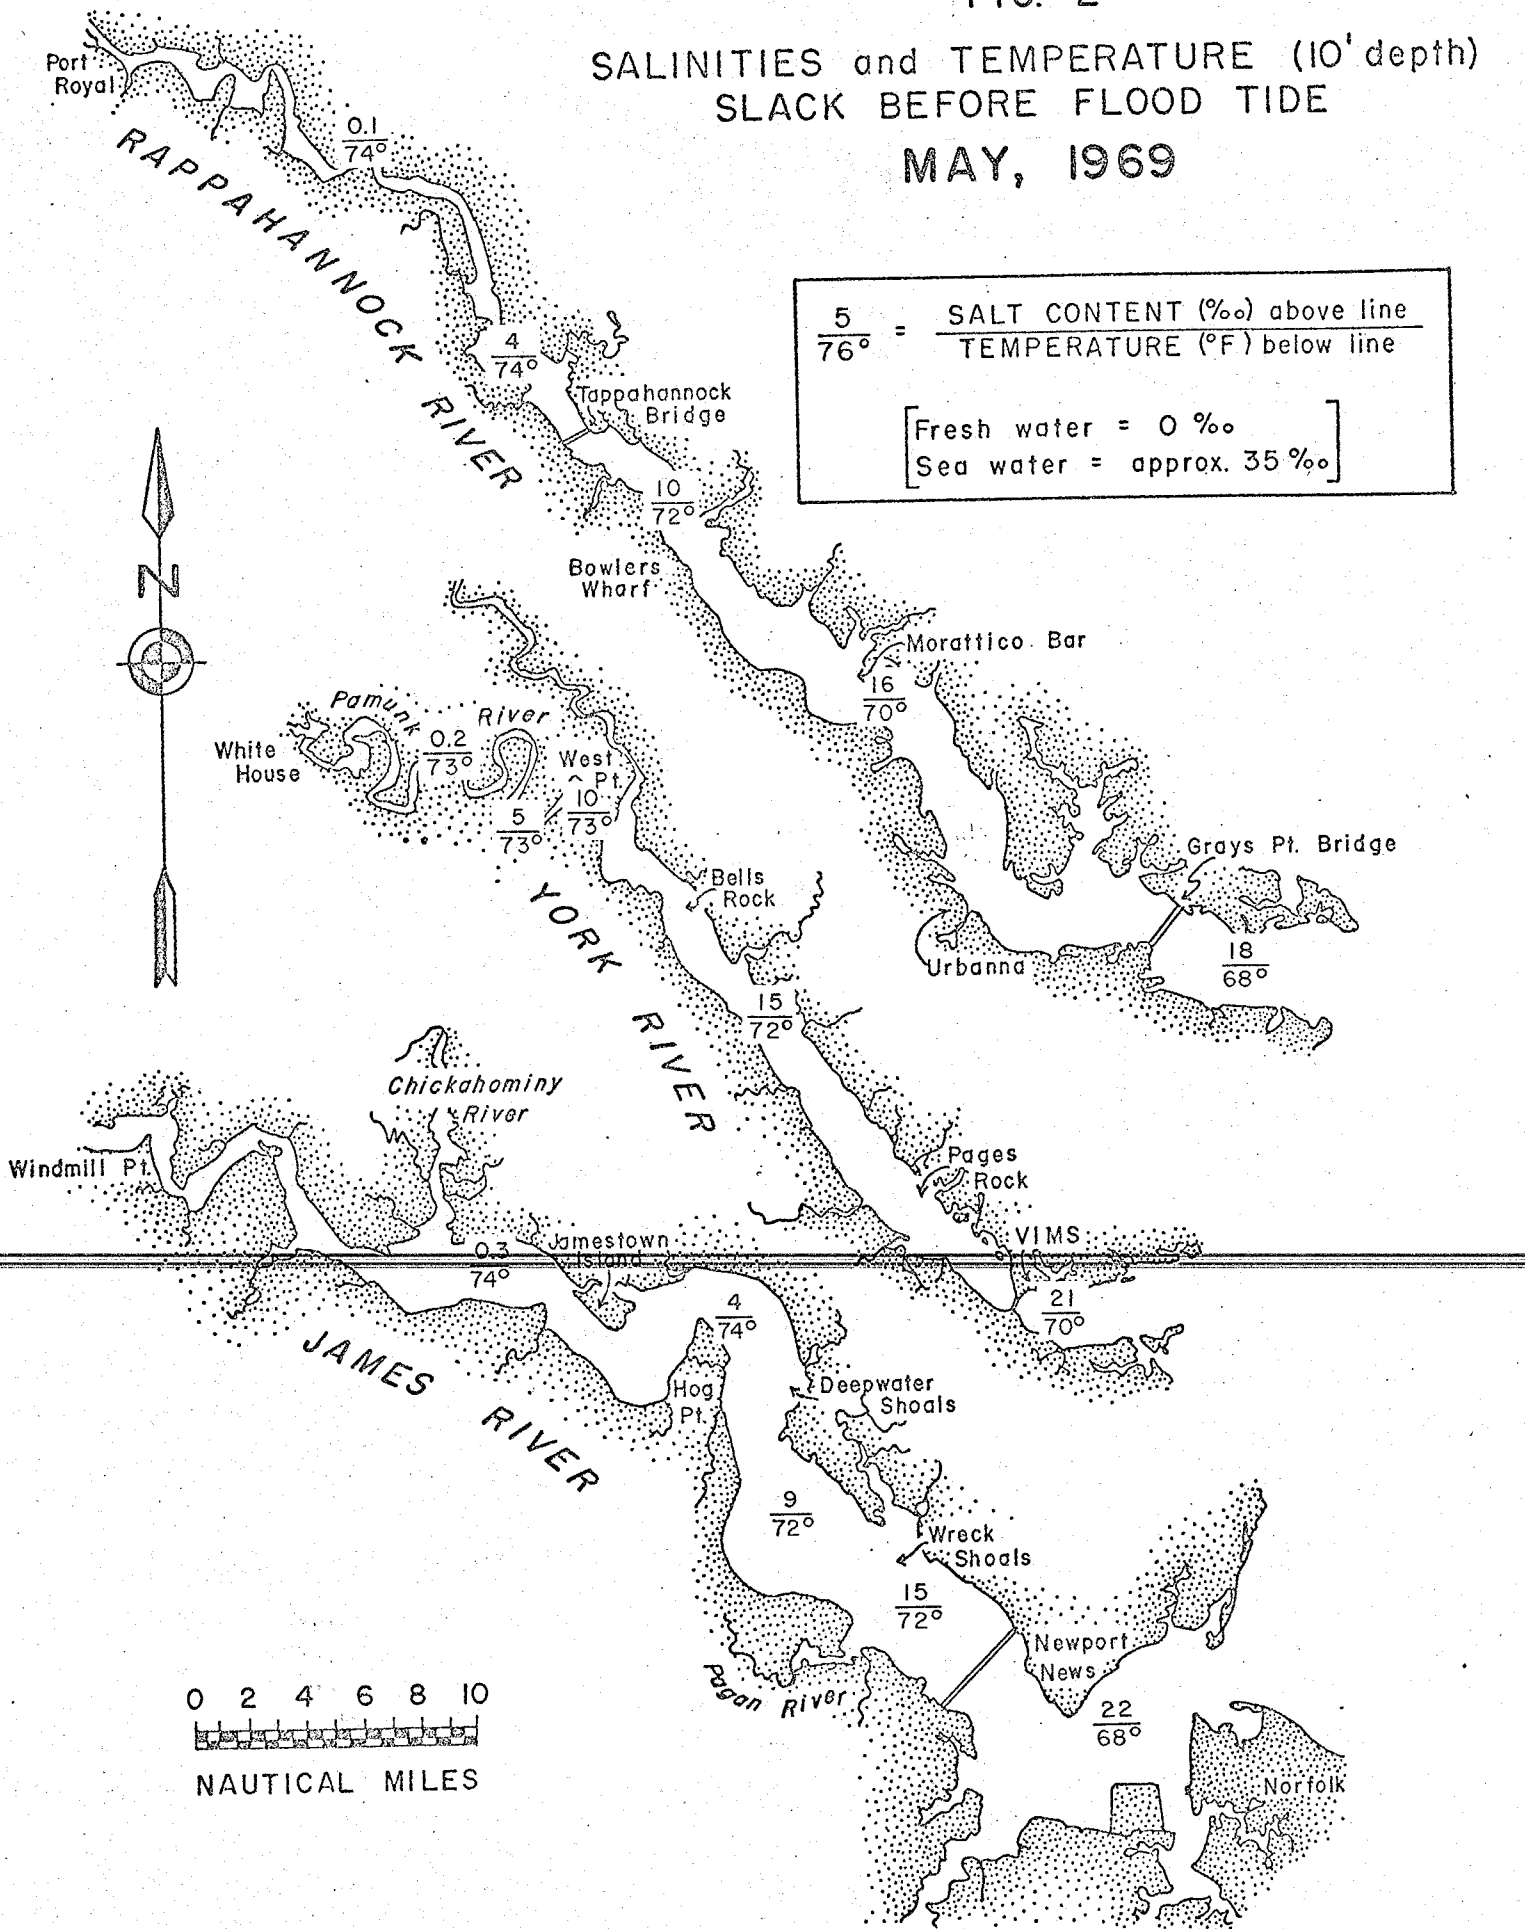 FIG. 2
SALINITIES and TEMPERATURE (10' depth)
SLACK BEFORE FLOOD TIDE
MAY, 1969
5 = SALT CONTENT (‰) above line
76° TEMPERATURE (°F) below line
Fresh water = 0 ‰
Sea water = approx. 35 ‰
Port
Royal
0.1
74°
RAPPAHANNOCK RIVER
4
74°
Tappahannock
Bridge
10
72°
Bowlers
Wharf
Morattico Bar
16
70°
Grays Pt. Bridge
Urbanna
18
68°
N
Pamunk River
White
House
0.2
73°
West
Pt.
5
73°
10
73°
Bells
Rock
YORK RIVER
15
72°
Pages
Rock
VIMS
21
70°
Chickahominy
River
Windmill Pt.
0.3
74°
Jamestown
Island
4
74°
JAMES RIVER
Hog
Pt.
Deepwater
Shoals
9
72°
Wreck
Shoals
15
72°
Newport
News
Pagan River
22
68°
Norfolk
0 2 4 6 8 10
NAUTICAL MILES